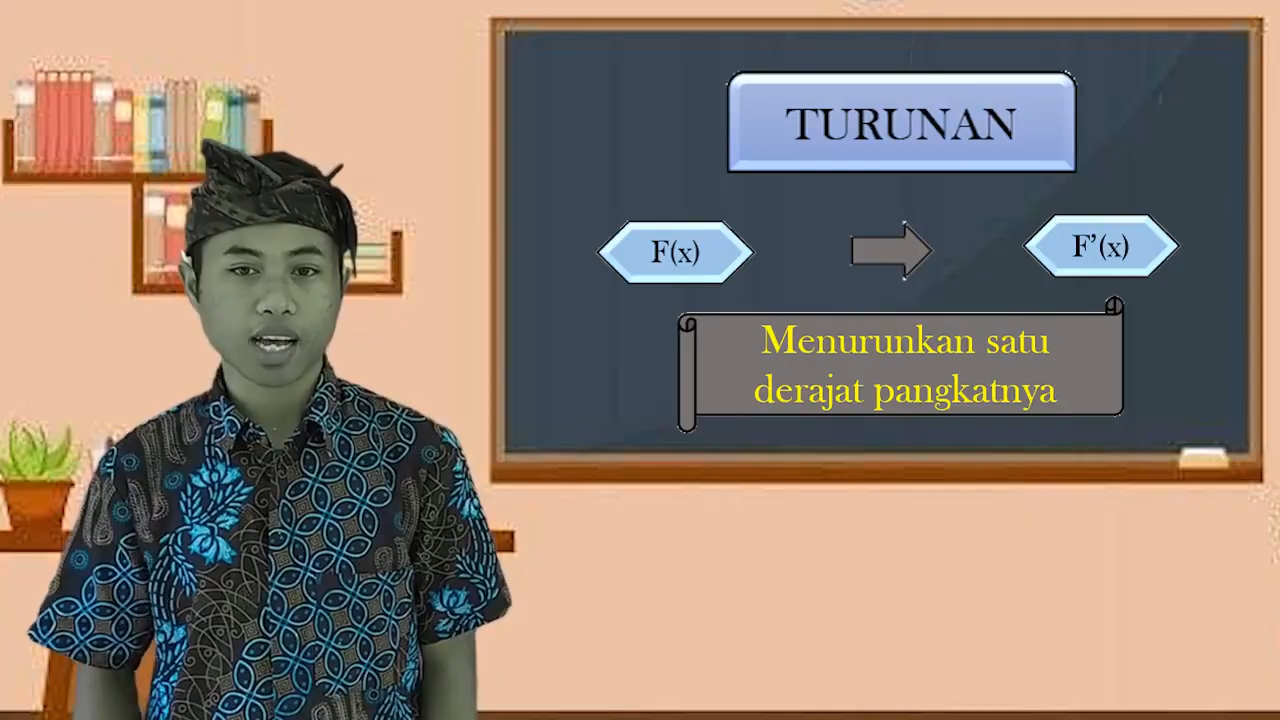 TURUNAN
F(x)
F’(x)
Menurunkan satu
derajat pangkatnya